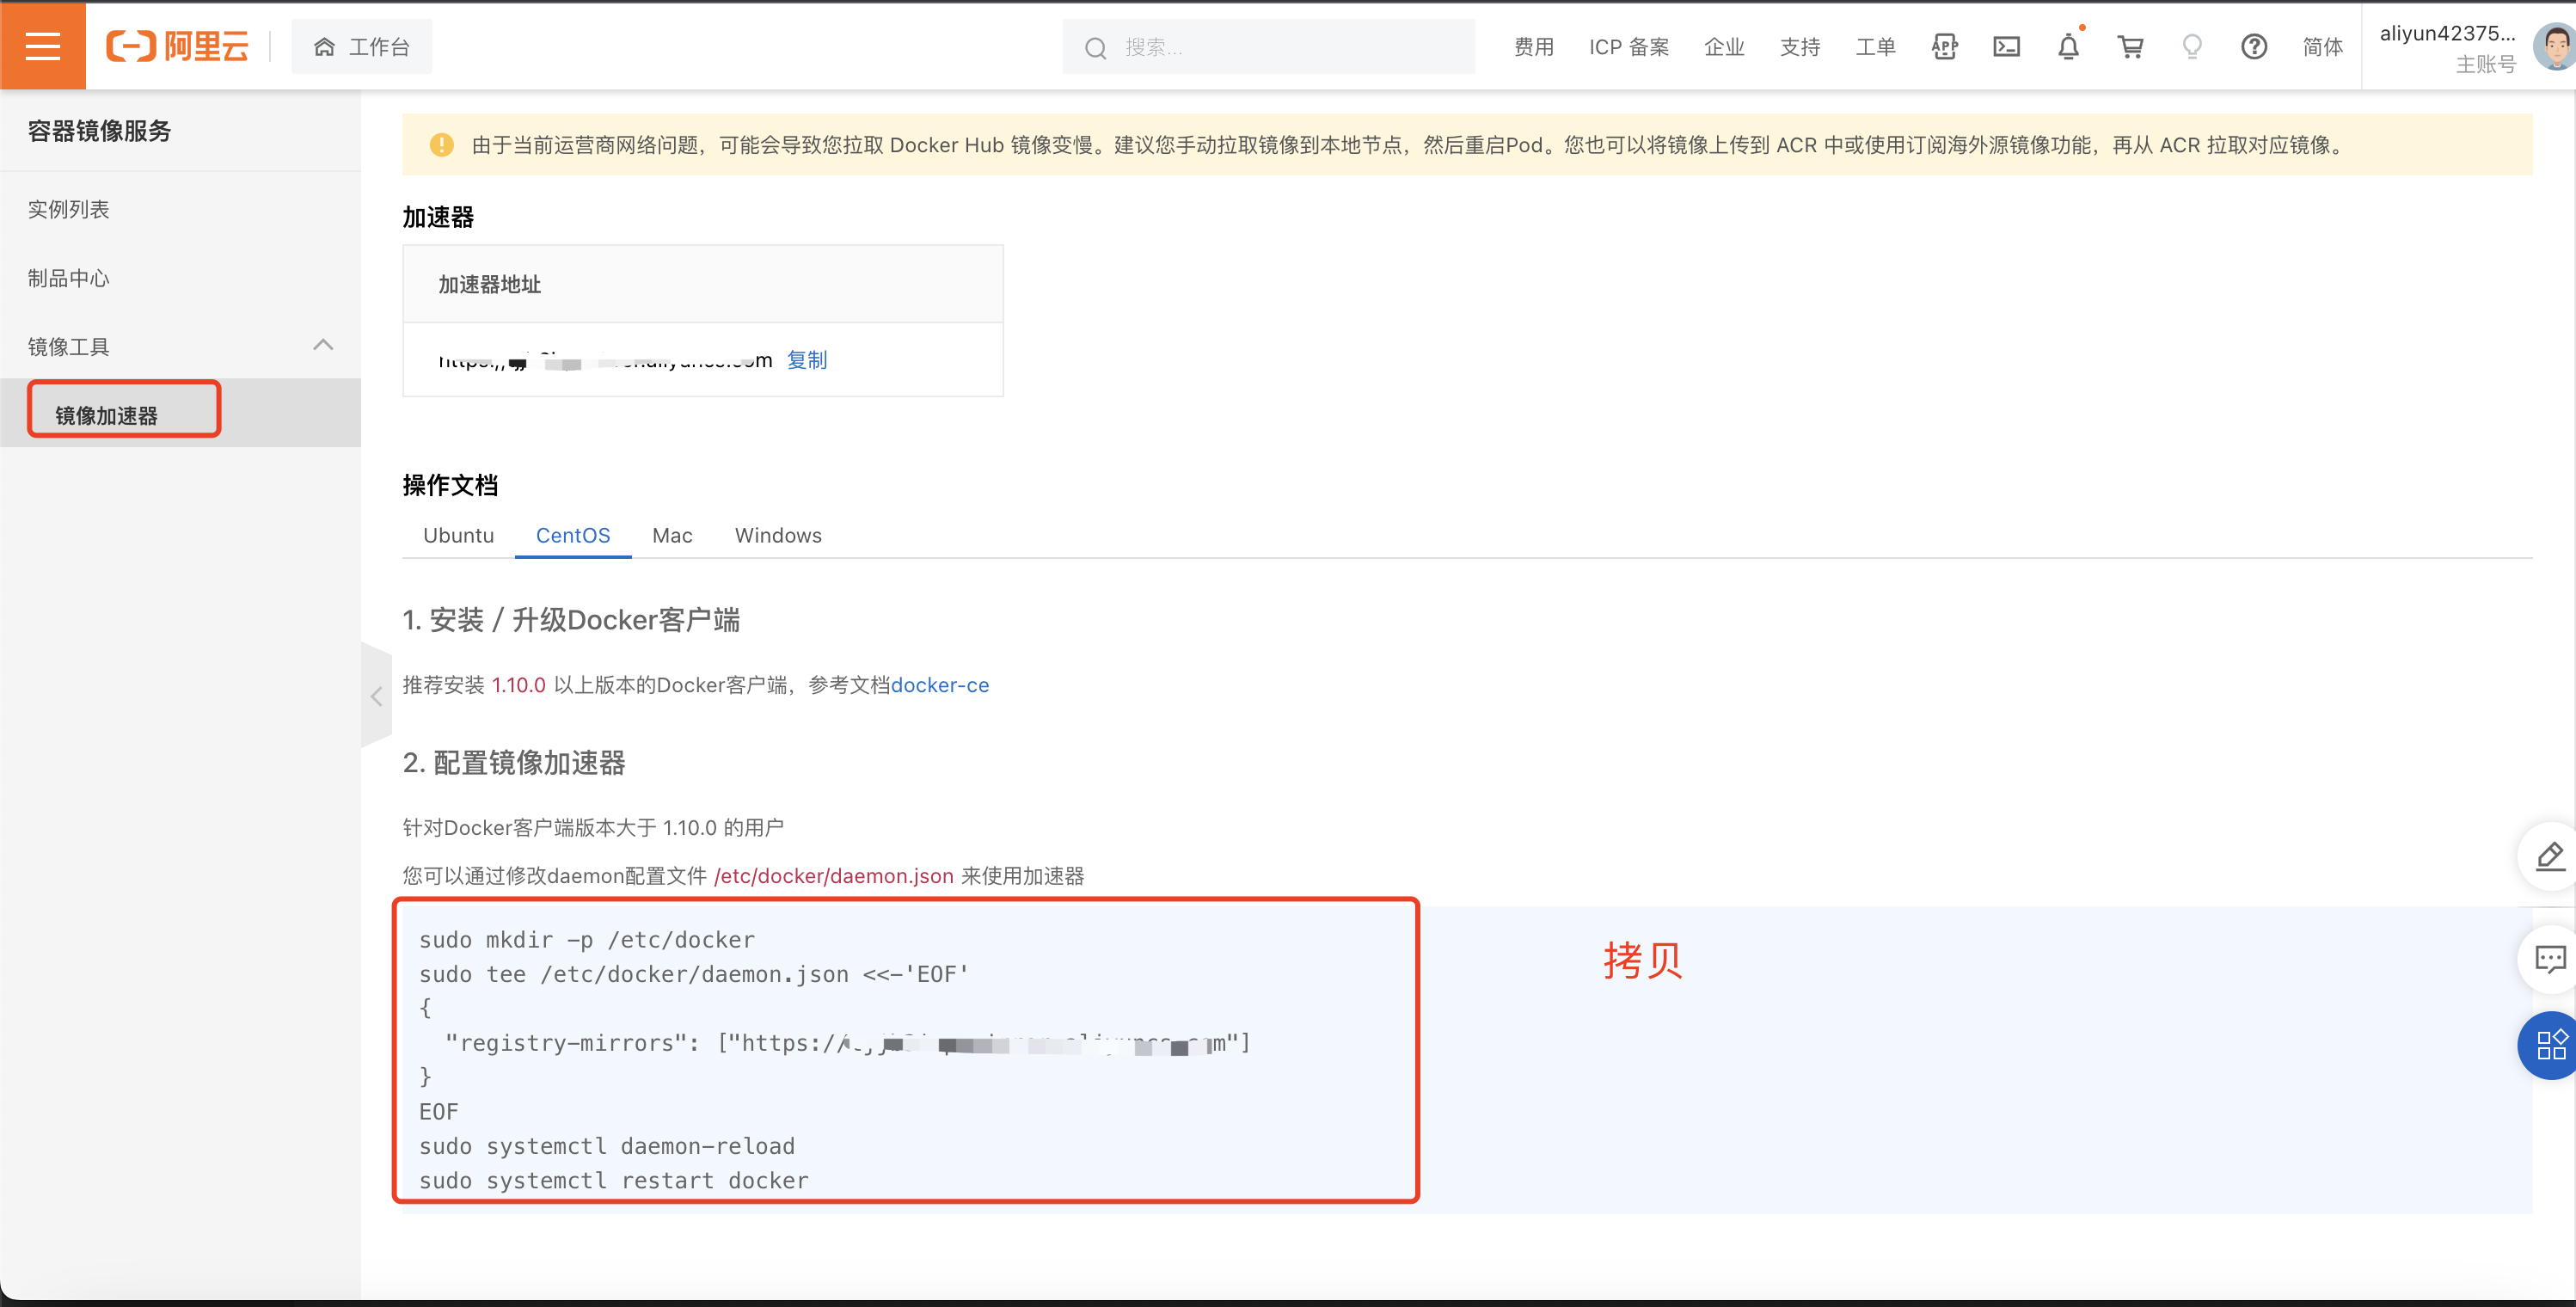 阿里云
工作台
搜索...
费用
ICP 备案
企业
支持
工单
APP
简体
aliyun42375...
主账号
容器镜像服务
实例列表
制品中心
镜像工具
镜像加速器
由于当前运营商网络问题，可能会导致您拉取 Docker Hub 镜像变慢。建议您手动拉取镜像到本地节点，然后重启Pod。您也可以将镜像上传到 ACR 中或使用订阅海外源镜像功能，再从 ACR 拉取对应镜像。
加速器
加速器地址
复制
操作文档
Ubuntu CentOS Mac Windows
1. 安装 / 升级Docker客户端
推荐安装 1.10.0 以上版本的Docker客户端，参考文档docker-ce
2. 配置镜像加速器
针对Docker客户端版本大于 1.10.0 的用户
您可以通过修改daemon配置文件 /etc/docker/daemon.json 来使用加速器
sudo mkdir -p /etc/docker
sudo tee /etc/docker/daemon.json <<-'EOF'
{
"registry-mirrors": ["https://
}
EOF
sudo systemctl daemon-reload
sudo systemctl restart docker
拷贝